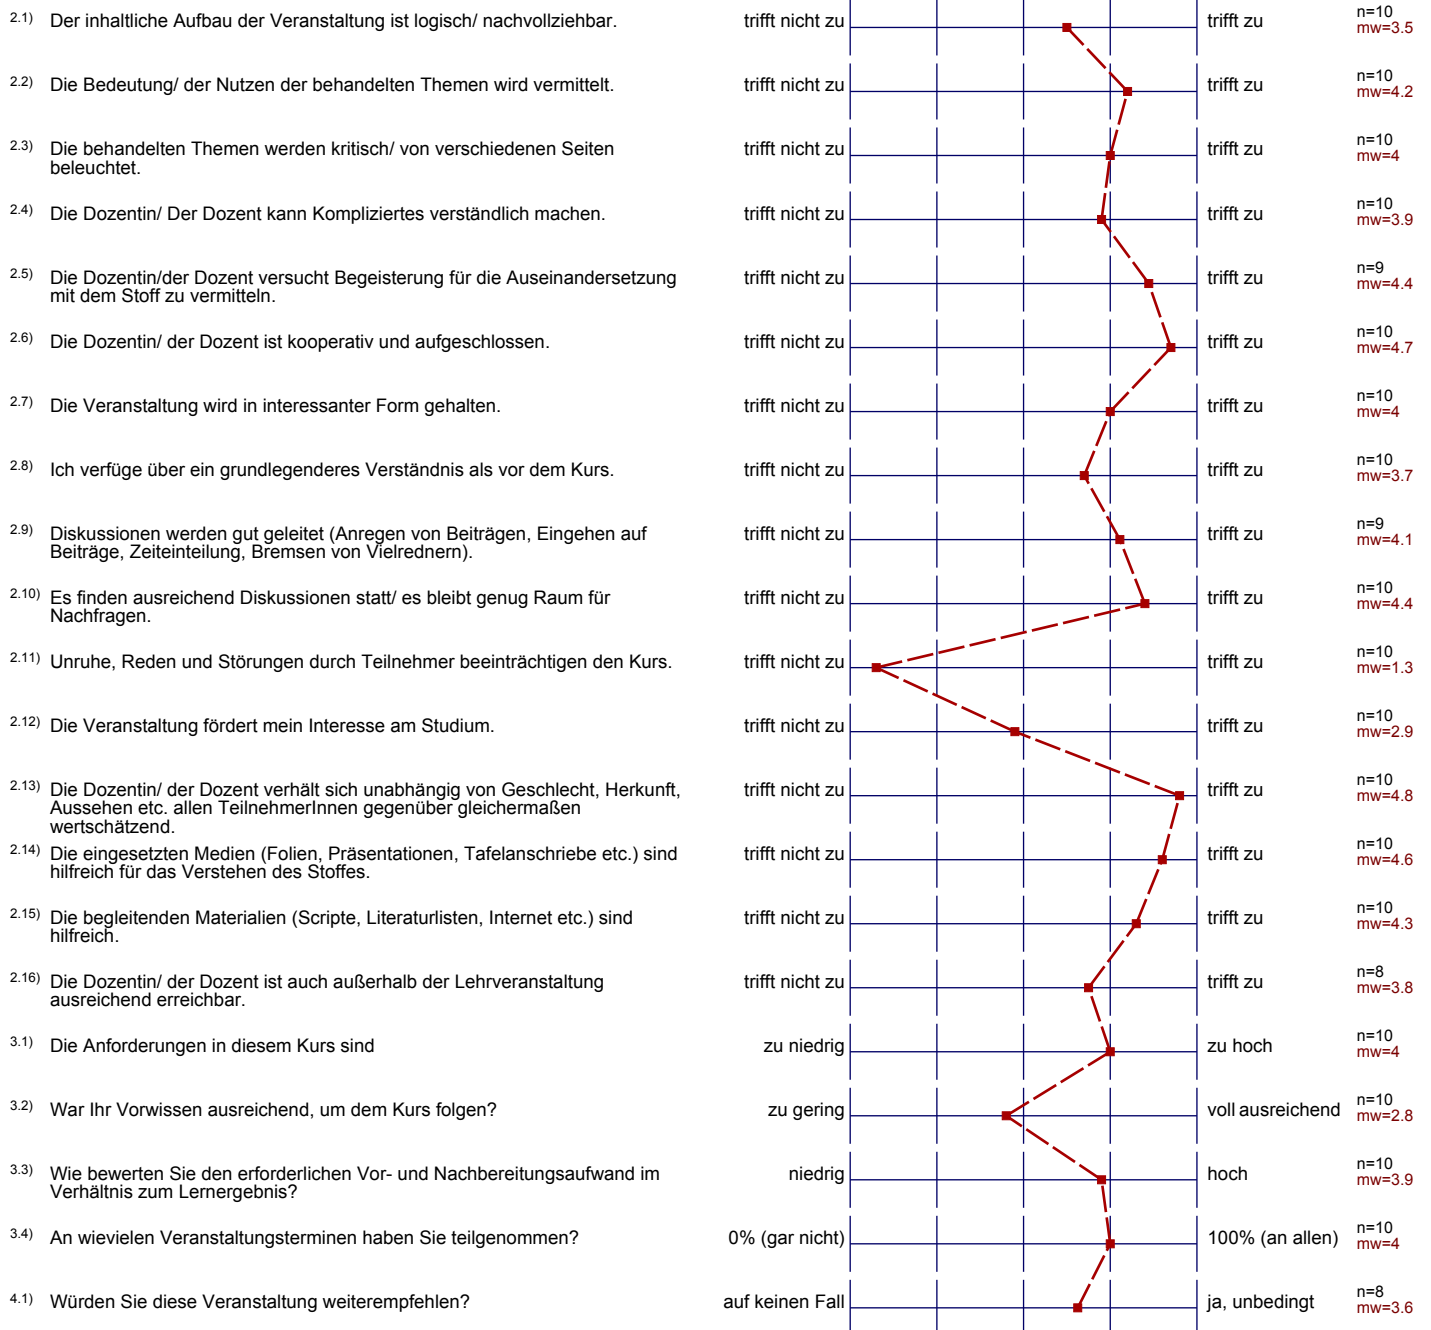 2.1) Der inhaltliche Aufbau der Veranstaltung ist logisch/ nachvollziehbar. trifft nicht zu trifft zu n=10
mw=3.5
2.2) Die Bedeutung/ der Nutzen der behandelten Themen wird vermittelt. trifft nicht zu trifft zu n=10
mw=4.2
2.3) Die behandelten Themen werden kritisch/ von verschiedenen Seiten trifft nicht zu trifft zu n=10
beleuchtet. mw=4
2.4) Die Dozentin/ Der Dozent kann Kompliziertes verständlich machen. trifft nicht zu trifft zu n=10
mw=3.9
2.5) Die Dozentin/der Dozent versucht Begeisterung für die Auseinandersetzung trifft nicht zu trifft zu n=9
mit dem Stoff zu vermitteln. mw=4.4
2.6) Die Dozentin/ der Dozent ist kooperativ und aufgeschlossen. trifft nicht zu trifft zu n=10
mw=4.7
2.7) Die Veranstaltung wird in interessanter Form gehalten. trifft nicht zu trifft zu n=10
mw=4
2.8) Ich verfüge über ein grundlegenderes Verständnis als vor dem Kurs. trifft nicht zu trifft zu n=10
mw=3.7
2.9) Diskussionen werden gut geleitet (Anregen von Beiträgen, Eingehen auf trifft nicht zu trifft zu n=9
Beiträge, Zeiteinteilung, Bremsen von Vielrednern). mw=4.1
2.10) Es finden ausreichend Diskussionen statt/ es bleibt genug Raum für trifft nicht zu trifft zu n=10
Nachfragen. mw=4.4
2.11) Unruhe, Reden und Störungen durch Teilnehmer beeinträchtigen den Kurs. trifft nicht zu trifft zu n=10
mw=1.3
2.12) Die Veranstaltung fördert mein Interesse am Studium. trifft nicht zu trifft zu n=10
mw=2.9
2.13) Die Dozentin/ der Dozent verhält sich unabhängig von Geschlecht, Herkunft, trifft nicht zu trifft zu n=10
Aussehen etc. allen TeilnehmerInnen gegenüber gleichermaßen mw=4.8
wertschätzend.
2.14) Die eingesetzten Medien (Folien, Präsentationen, Tafelanschriebe etc.) sind trifft nicht zu trifft zu n=10
hilfreich für das Verstehen des Stoffes. mw=4.6
2.15) Die begleitenden Materialien (Scripte, Literaturlisten, Internet etc.) sind trifft nicht zu trifft zu n=10
hilfreich. mw=4.3
2.16) Die Dozentin/ der Dozent ist auch außerhalb der Lehrveranstaltung trifft nicht zu trifft zu n=8
ausreichend erreichbar. mw=3.8
3.1) Die Anforderungen in diesem Kurs sind zu niedrig zu hoch n=10
mw=4
3.2) War Ihr Vorwissen ausreichend, um dem Kurs folgen? zu gering voll ausreichend n=10
mw=2.8
3.3) Wie bewerten Sie den erforderlichen Vor- und Nachbereitungsaufwand im niedrig hoch n=10
Verhältnis zum Lernergebnis? mw=3.9
3.4) An wievielen Veranstaltungsterminen haben Sie teilgenommen? 0% (gar nicht) 100% (an allen) n=10
mw=4
4.1) Würden Sie diese Veranstaltung weiterempfehlen? auf keinen Fall ja, unbedingt n=8
mw=3.6